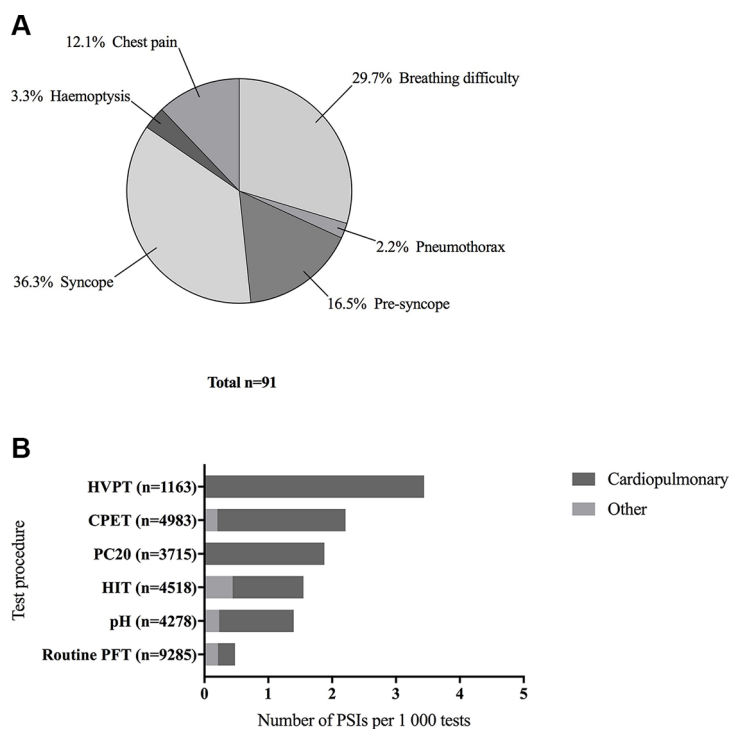 A
12.1% Chest pain
29.7% Breathing difficulty
3.3% Haemoptysis
2.2% Pneumothorax
36.3% Syncope
16.5% Pre-syncope
Total n=91
B
Test procedure
HVPT (n=1163)
CPET (n=4983)
PC20 (n=3715)
HIT (n=4518)
pH (n=4278)
Routine PFT (n=9285)
0 1 2 3 4 5
Number of PSIs per 1 000 tests
Cardiopulmonary
Other